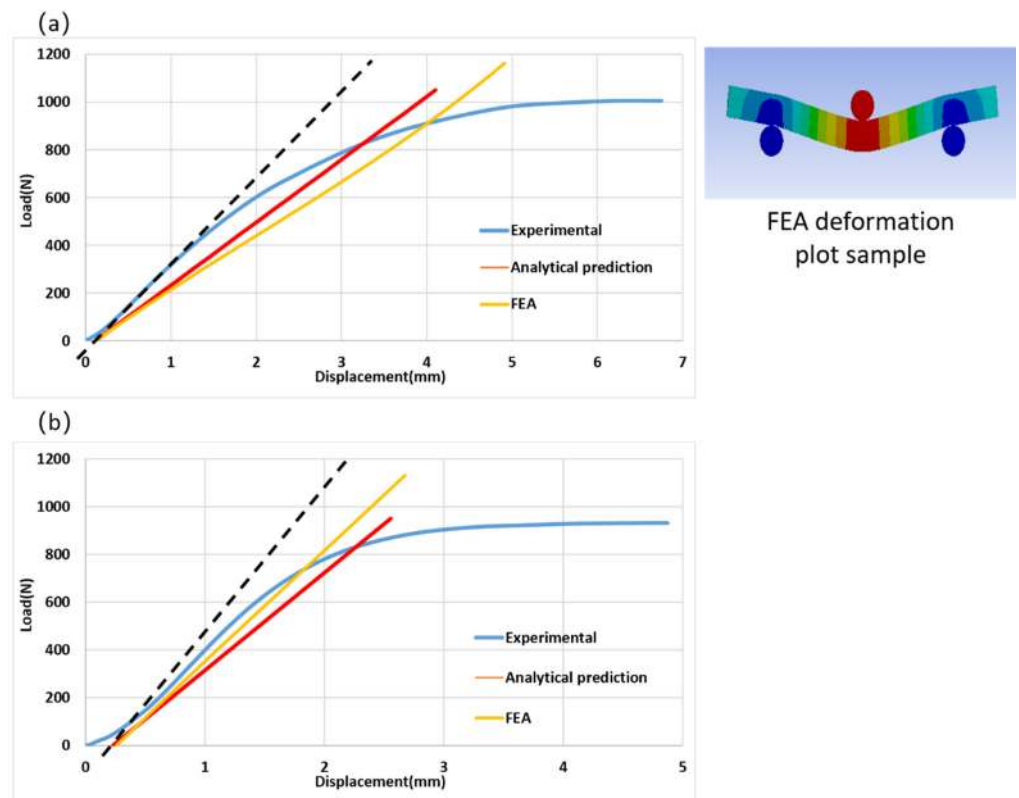 (a)
1200
1000
800
600
400
200
0
Load(N)
0 1 2 3 4 5 6 7
Displacement(mm)
Experimental
Analytical prediction
FEA
FEA deformation
plot sample
(b)
1200
1000
800
600
400
200
0
Load(N)
0 1 2 3 4 5
Displacement(mm)
Experimental
Analytical prediction
FEA